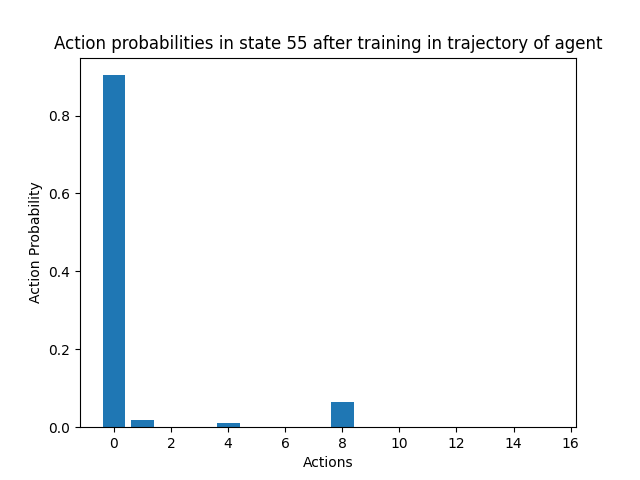 Action probabilities in state 55 after training in trajectory of agent
Action Probability
0.8
0.6
0.4
0.2
0.0
0 2 4 6 8 10 12 14 16
Actions